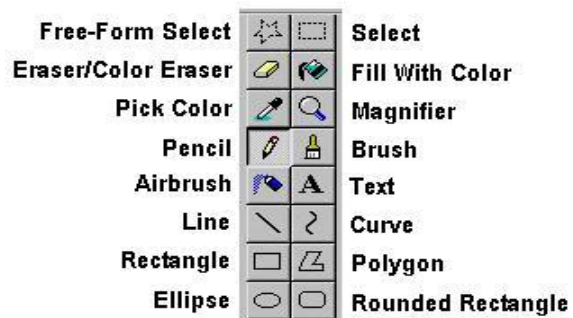 Free-Form Select Select
Eraser/Color Eraser Fill With Color
Pick Color Magnifier
Pencil Brush
Airbrush A Text
Line Curve
Rectangle Polygon
Ellipse Rounded Rectangle